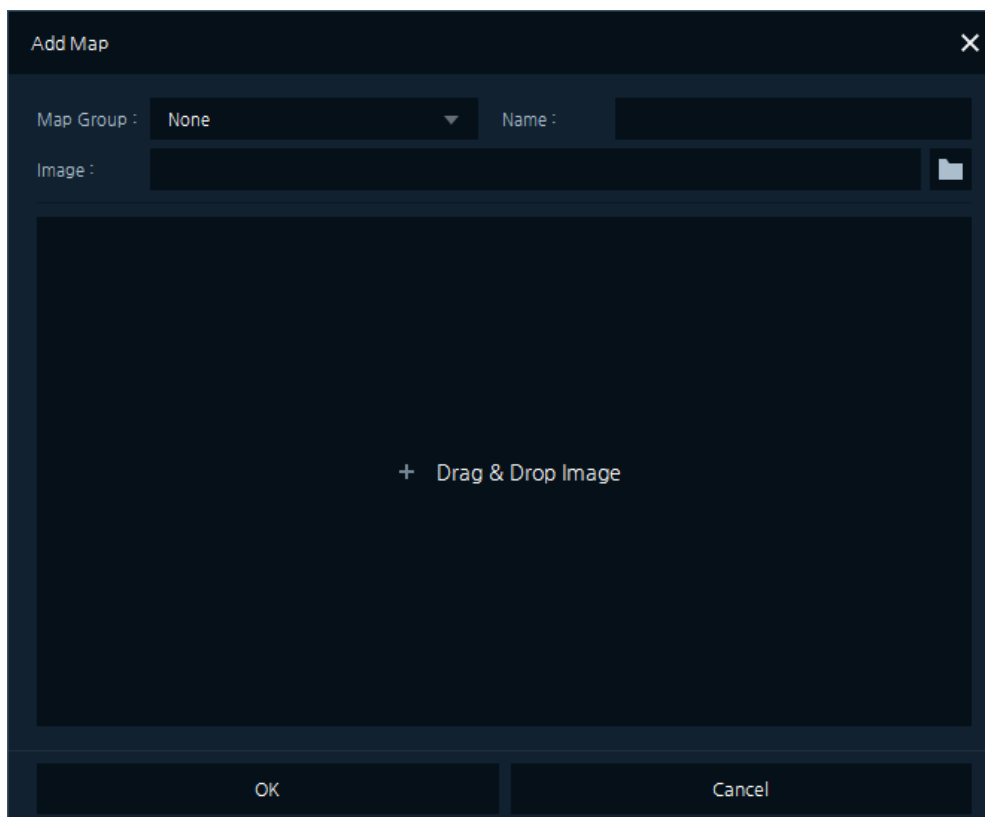 Add Map
Map Group : None Name :
Image :
+ Drag & Drop Image
OK Cancel